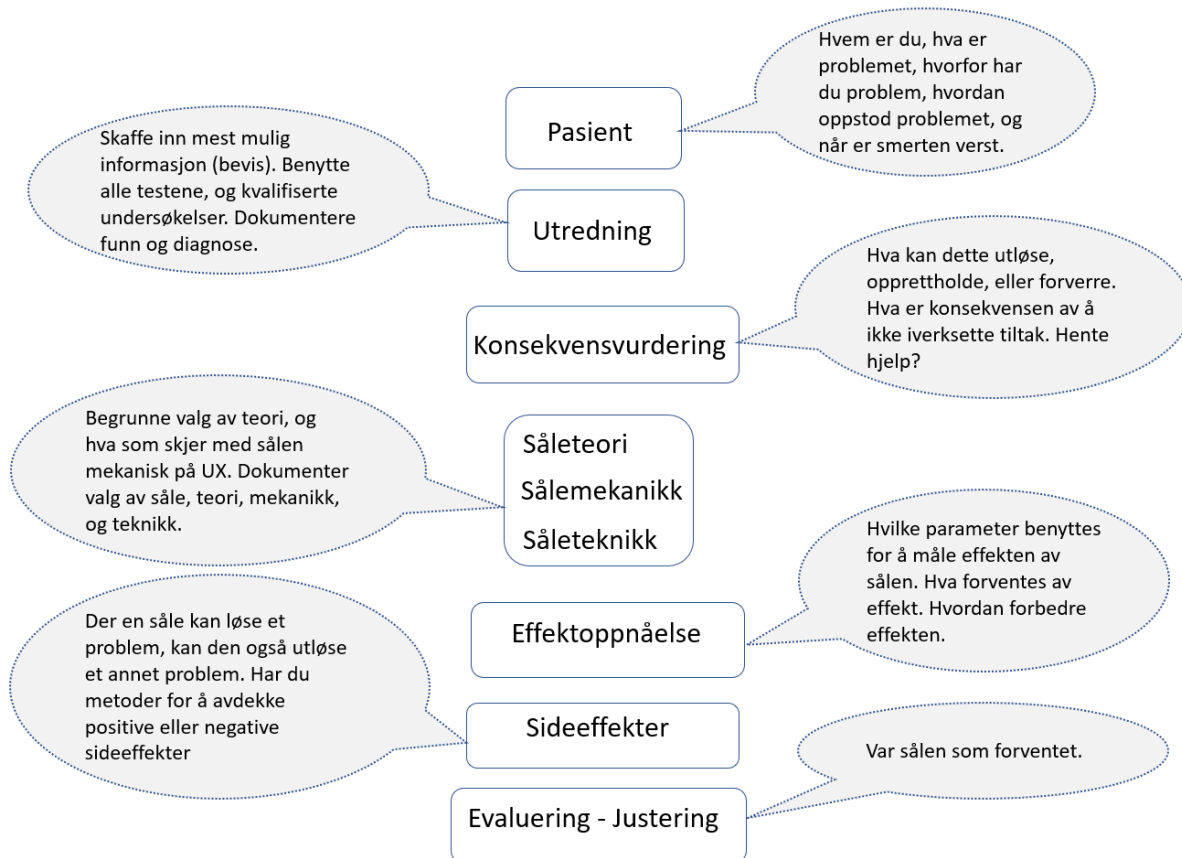 Hvem er du, hva er
problemet, hvorfor har
du problem, hvordan
oppstod problemet, og
når er smerten verst.
Pasient
Skaffe inn mest mulig
informasjon (bevis). Benytte
alle testene, og kvalifiserte
undersøkelser. Dokumentere
funn og diagnose.
Utredning
Hva kan dette utløse,
opprettholde, eller forverre.
Hva er konsekvensen av å
ikke iverksette tiltak. Hente
hjelp?
Konsekvensvurdering
Begrunne valg av teori, og
hva som skjer med sålen
mekanisk på UX. Dokumenter
valg av såle, teori, mekanikk,
og teknikk.
Såleteori
Sålemekanikk
Såleteknikk
Hvilke parameter benyttes
for å måle effekten av
sålen. Hva forventes av
effekt. Hvordan forbedre
effekten.
Effektoppnåelse
Der en såle kan løse et
problem, kan den også utløse
et annet problem. Har du
metoder for å avdekke
positive eller negative
sideeffekter
Sideeffekter
Var sålen som forventet.
Evaluering - Justering